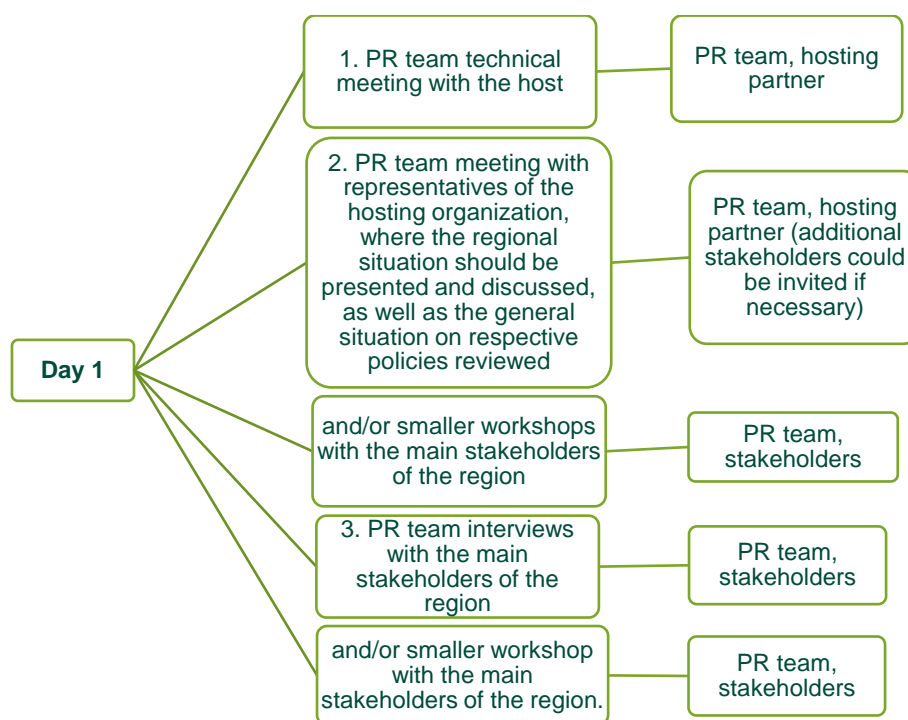 1. PR team technical
meeting with the host
PR team, hosting
partner
2. PR team meeting with
representatives of the
hosting organization,
where the regional
situation should be
presented and discussed,
as well as the general
situation on respective
policies reviewed
PR team, hosting
partner (additional
stakeholders could
be invited if
necessary)
Day 1
and/or smaller workshops
with the main stakeholders
of the region
PR team,
stakeholders
3. PR team interviews
with the main
stakeholders of the
region
PR team,
stakeholders
and/or smaller workshop
with the main
stakeholders of the region.
PR team,
stakeholders